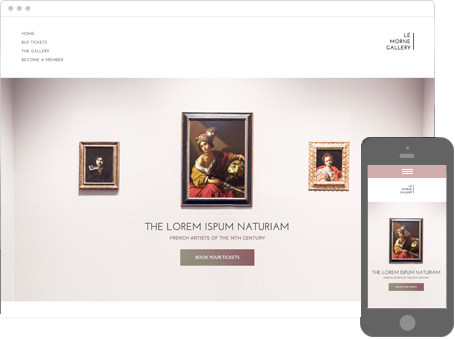 HOME
BUY TICKETS
THE GALLERY
BECOME A MEMBER
LE
MORNE
GALLERY
THE LOREM ISPUM NATURIAM
FRENCH ARTISTS OF THE 14TH CENTURY
BOOK YOUR TICKETS
LE
MORNE
GALLERY
THE LOREM ISPUM NATURIAM
FRENCH ARTISTS OF THE 14TH CENTURY
BOOK YOUR TICKETS